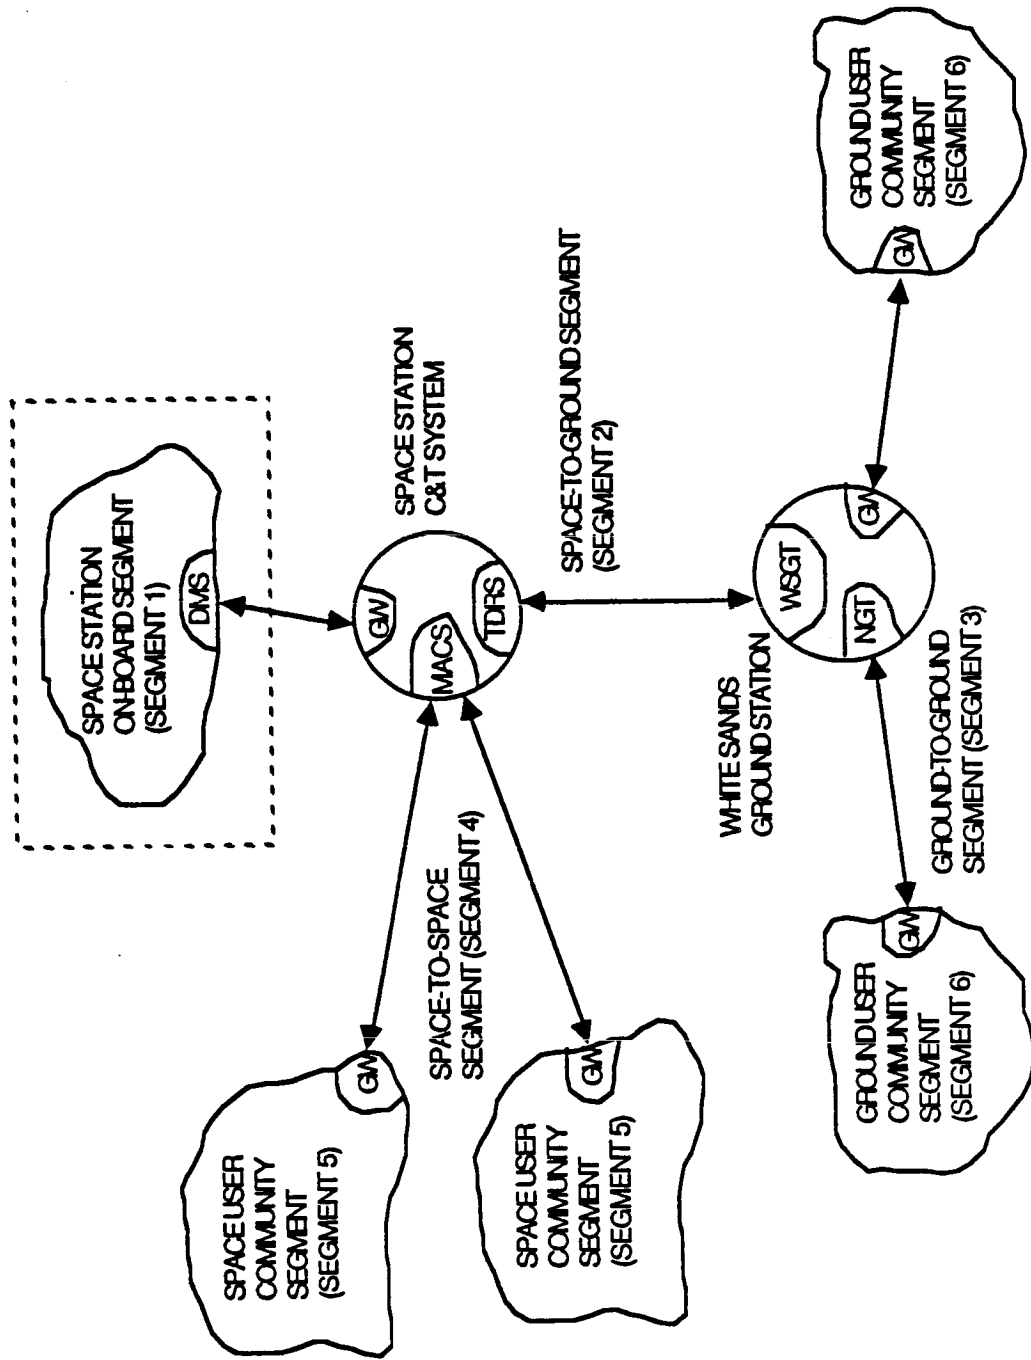 SPACE STATION
ON-BOARD SEGMENT
(SEGMENT 1)
DMS
SPACE STATION
C&T SYSTEM
GW
MACS
TDRS
SPACE USER
COMMUNITY
SEGMENT
(SEGMENT 5)
GW
SPACE-TO-SPACE
SEGMENT (SEGMENT 4)
SPACE USER
COMMUNITY
SEGMENT
(SEGMENT 5)
GW
SPACE-TO-GROUND SEGMENT
(SEGMENT 2)
WHITE SANDS
GROUND STATION
WSGT
NGT
GW
GROUND USER
COMMUNITY
SEGMENT
(SEGMENT 6)
GW
GROUND-TO-GROUND
SEGMENT (SEGMENT 3)
GROUND USER
COMMUNITY
SEGMENT
(SEGMENT 6)
GW